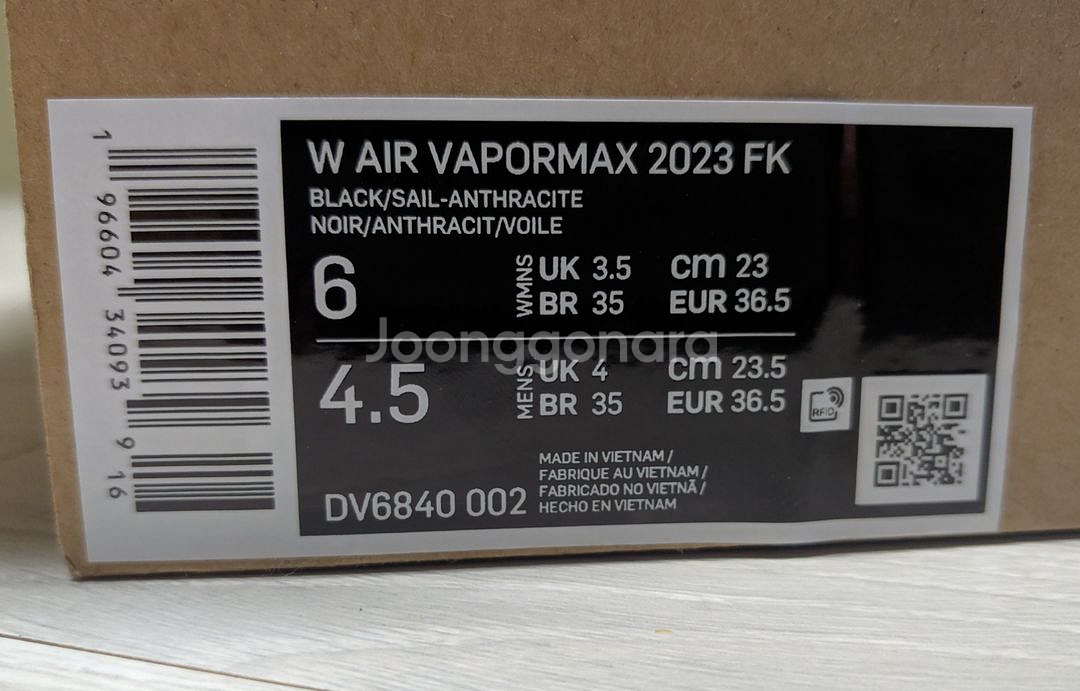 1 96604 34093 9 16
W AIR VAPORMAX 2023 FK
BLACK/SAIL-ANTHRACITE
NOIR/ANTHRACIT/VOILE
6
WMNS
UK 3.5 cm 23
BR 35 EUR 36.5
Joonggonara
4.5
MENS
UK 4 cm 23.5
BR 35 EUR 36.5
RFID
DV6840 002
MADE IN VIETNAM /
FABRIQUE AU VIETNAM /
FABRICADO NO VIETNÃ /
HECHO EN VIETNAM